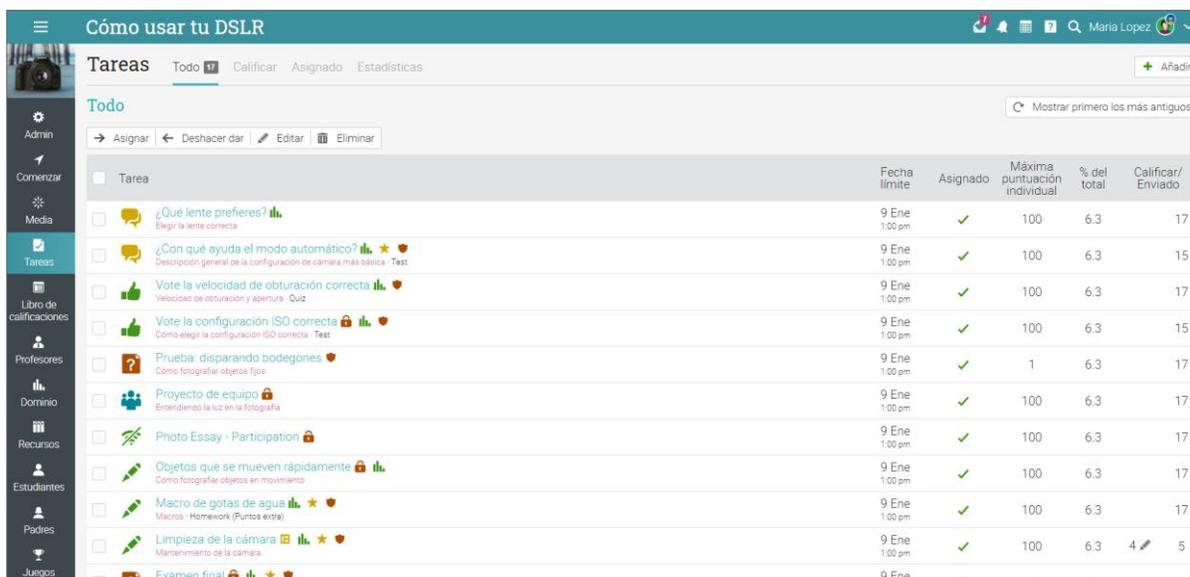 Cómo usar tu DSLR
Maria Lopez
Tareas Todo 17 Calificar Asignado Estadísticas
+ Añadir
Todo
Mostrar primero los más antiguos
Asignar Deshacer dar Editar Eliminar
Admin
Comenzar
Media
Tareas
Libro de
calificaciones
Profesores
Dominio
Recursos
Estudiantes
Padres
Juegos
Tarea Fecha límite Asignado Máxima puntuación individual % del total Calificar/ Enviado
¿Qué lente prefieres? 9 Ene 100 6.3 17
Elegir la lente correcta 1:00 pm
¿Con qué ayuda el modo automático? 9 Ene 100 6.3 15
Descripción general de la configuración de cámara más básica · Test 1:00 pm
Vote la velocidad de obturación correcta 9 Ene 100 6.3 17
Velocidad de obturación y apertura · Quiz 1:00 pm
Vote la configuración ISO correcta 9 Ene 100 6.3 15
Cómo elegir la configuración ISO correcta · Test 1:00 pm
Prueba: disparando bodegones 9 Ene 1 6.3 17
Cómo fotografiar objetos fijos 1:00 pm
Proyecto de equipo 9 Ene 100 6.3 17
Entendiendo la luz en la fotografía 1:00 pm
Photo Essay - Participation 9 Ene 100 6.3 17
1:00 pm
Objetos que se mueven rápidamente 9 Ene 100 6.3 17
Cómo fotografiar objetos en movimiento 1:00 pm
Macro de gotas de agua 9 Ene 100 6.3 17
Macros · Homework (Puntos extra) 1:00 pm
Limpieza de la cámara 9 Ene 100 6.3 4 5
Mantenimiento de la cámara 1:00 pm
Examen final 9 Ene